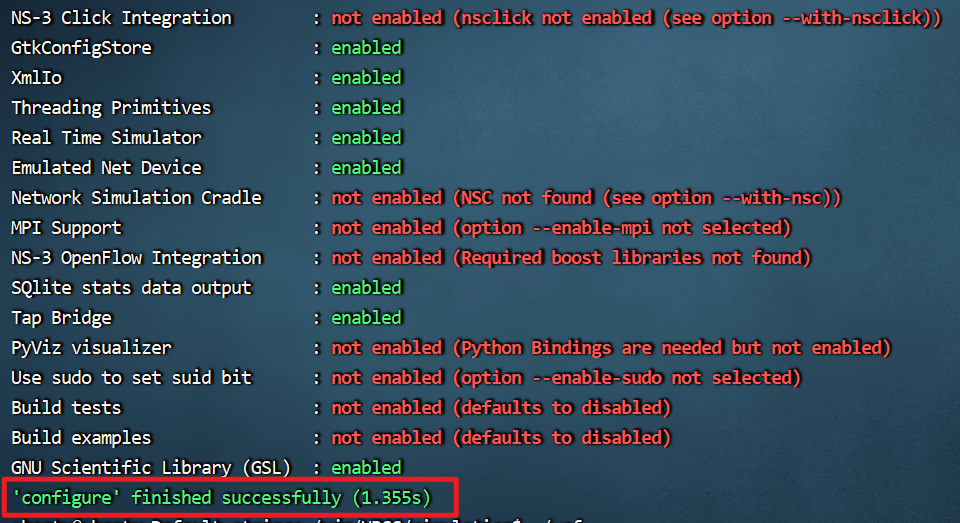 NS-3 Click Integration : not enabled (nsclick not enabled (see option --with-nsclick))
GtkConfigStore : enabled
XmlIo : enabled
Threading Primitives : enabled
Real Time Simulator : enabled
Emulated Net Device : enabled
Network Simulation Cradle : not enabled (NSC not found (see option --with-nsc))
MPI Support : not enabled (option --enable-mpi not selected)
NS-3 OpenFlow Integration : not enabled (Required boost libraries not found)
SQlite stats data output : enabled
Tap Bridge : enabled
PyViz visualizer : not enabled (Python Bindings are needed but not enabled)
Use sudo to set suid bit : not enabled (option --enable-sudo not selected)
Build tests : not enabled (defaults to disabled)
Build examples : not enabled (defaults to disabled)
GNU Scientific Library (GSL) : enabled
'configure' finished successfully (1.355s)